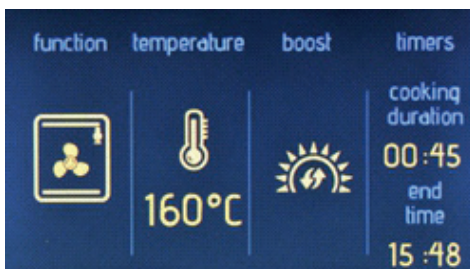 function temperature boost timers
cooking
duration
00:45
160°C
end
time
15:48